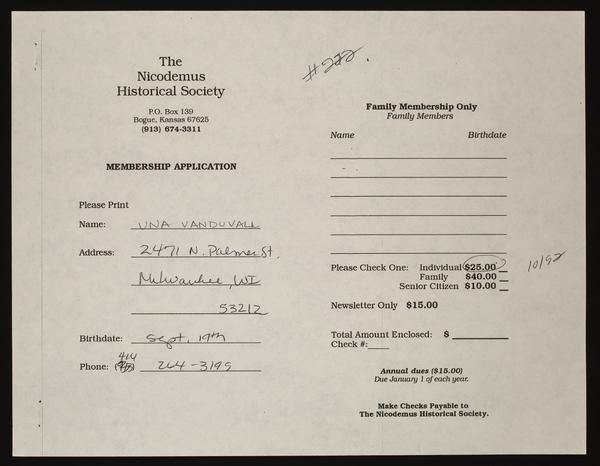 The
Nicodemus
Historical Society
P.O. Box 139
Bogue, Kansas 67625
(913) 674-3311
MEMBERSHIP APPLICATION
Please Print
Name: UNA VANDUVALL
Address: 2471 N. Palmer St.
Milwaukee, WI
53212
Birthdate: Sept. 19th
414
Phone: 264-3195
#272.
Family Membership Only
Family Members
Name Birthdate
Please Check One: Individual $25.00 10/92
Family $40.00
Senior Citizen $10.00
Newsletter Only $15.00
Total Amount Enclosed: $
Check #:
Annual dues ($15.00)
Due January 1 of each year.
Make Checks Payable to
The Nicodemus Historical Society.